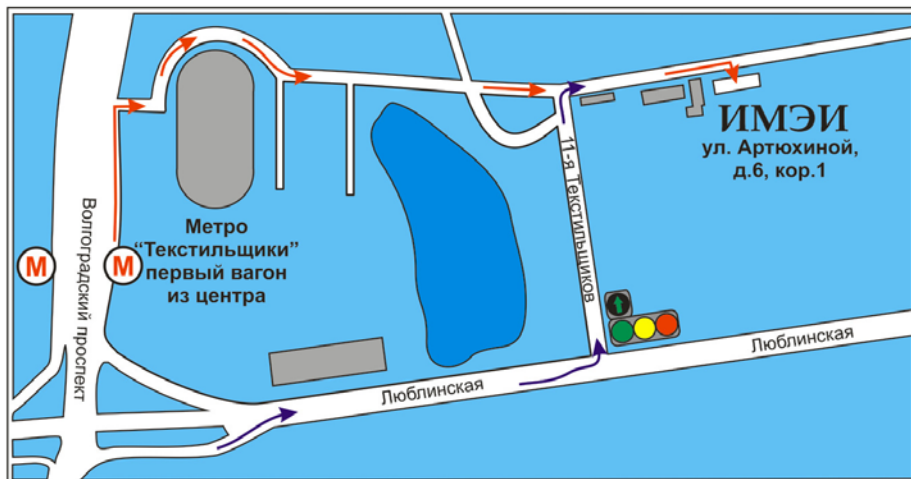 ИМЭИ
ул. Артюхиной,
д.6, кор.1
11-я Текстильщиков
Волгоградский проспект
Метро
“Текстильщики”
первый вагон
из центра
М
М
Люблинская
Люблинская